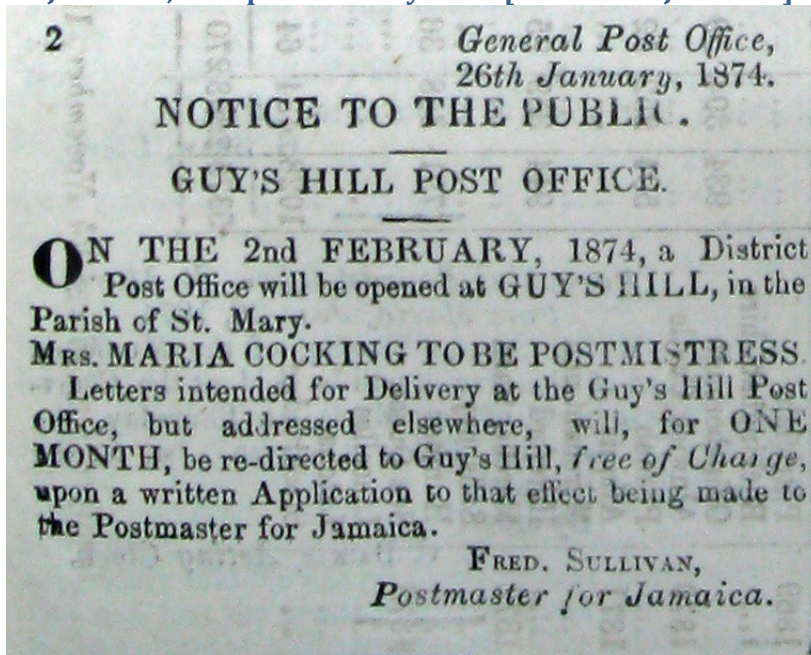 2
General Post Office,
26th January, 1874.
NOTICE TO THE PUBLIC.
GUY'S HILL POST OFFICE.
ON THE 2nd FEBRUARY, 1874, a District
Post Office will be opened at GUY'S HILL, in the
Parish of St. Mary.
MRS. MARIA COCKING TO BE POSTMISTRESS.
Letters intended for Delivery at the Guy's Hill Post
Office, but addressed elsewhere, will, for ONE
MONTH, be re-directed to Guy's Hill, free of Charge,
upon a written Application to that effect being made to
the Postmaster for Jamaica.
FRED. SULLIVAN,
Postmaster for Jamaica.